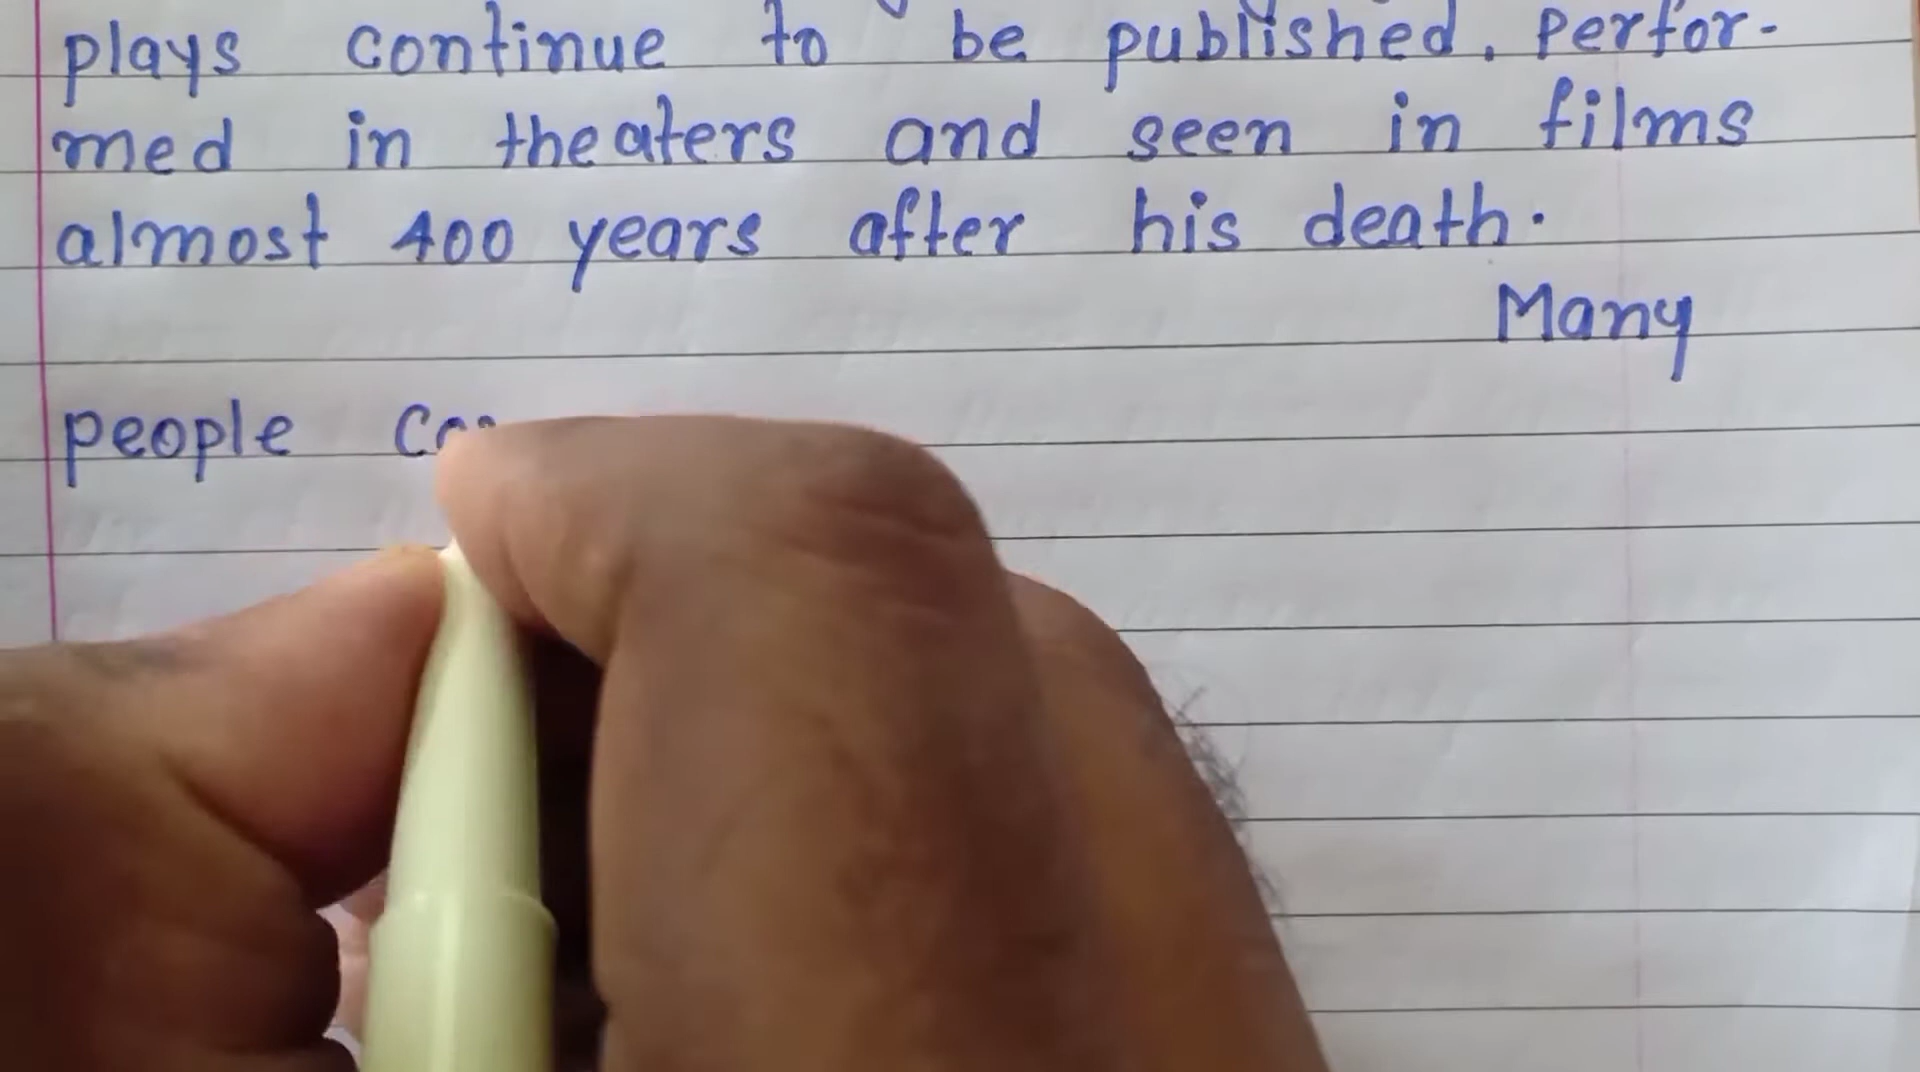 plays continue to be published. Perfor-
med in theaters and seen in films
almost 400 years after his death.
Many
people